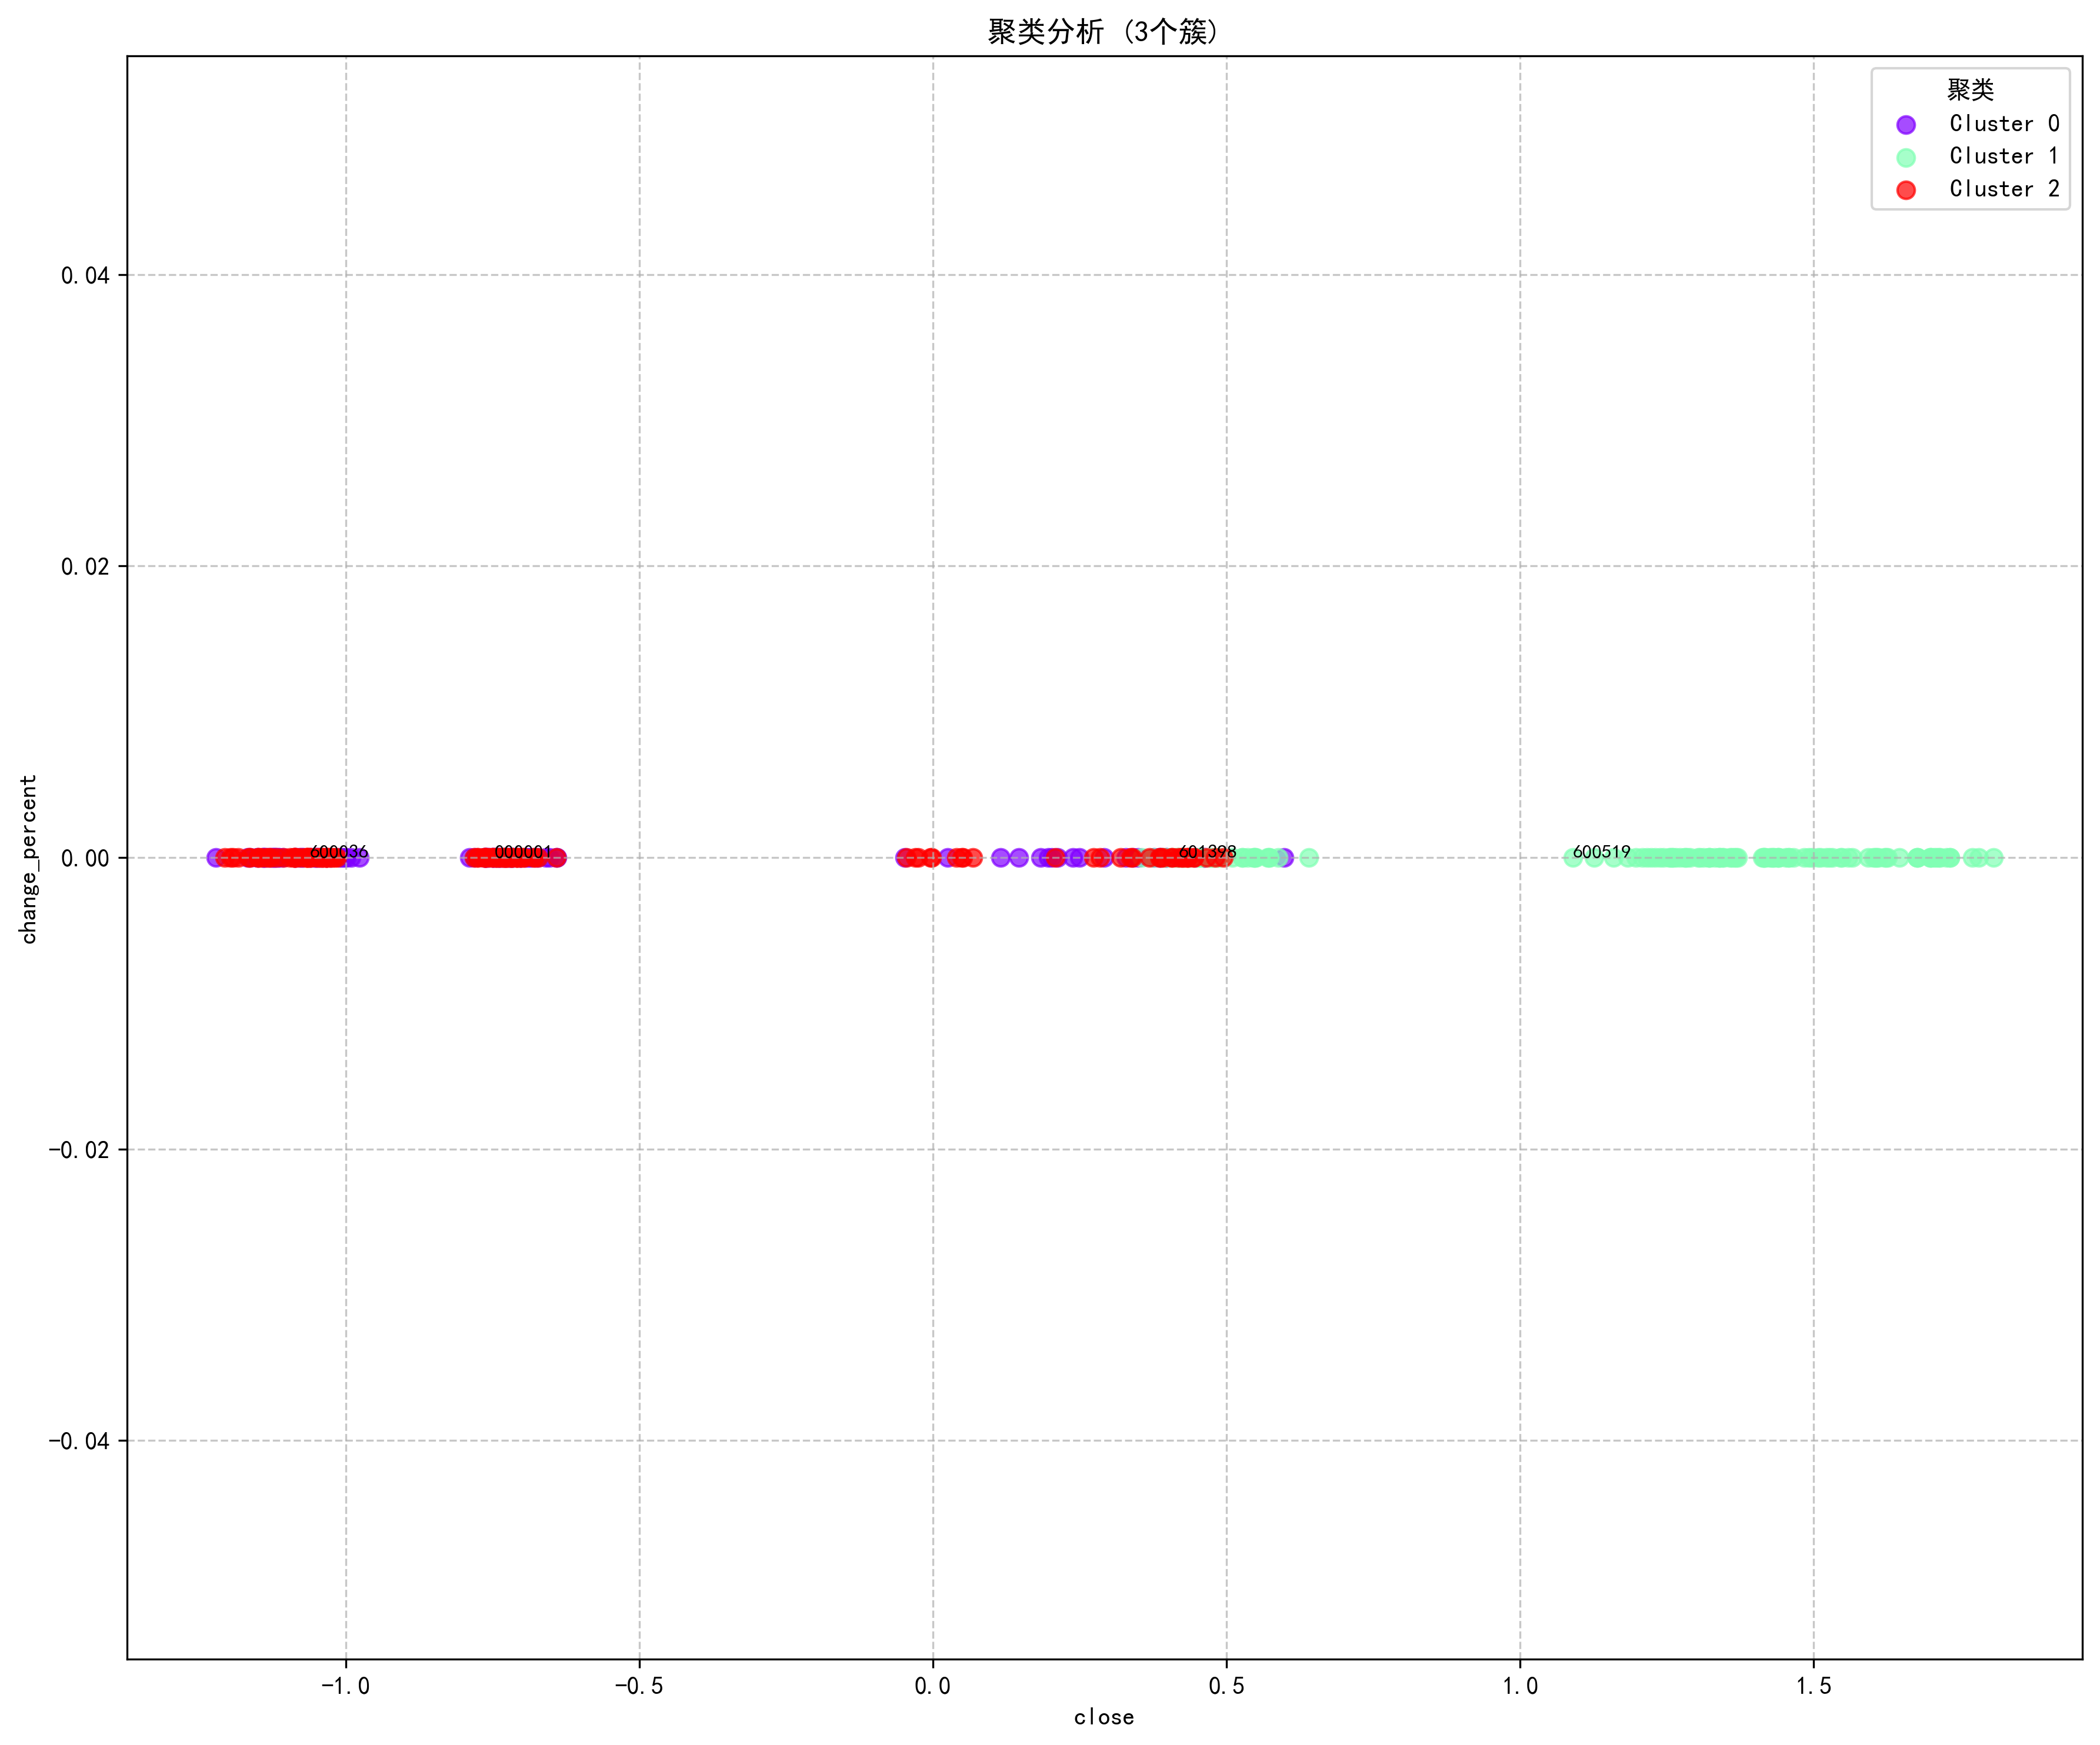 聚类分析 (3个簇)
聚类
Cluster 0
Cluster 1
Cluster 2
0.04
0.02
0.00
-0.02
-0.04
change_percent
600036
000001
601398
600519
-1.0
-0.5
0.0
0.5
1.0
1.5
close